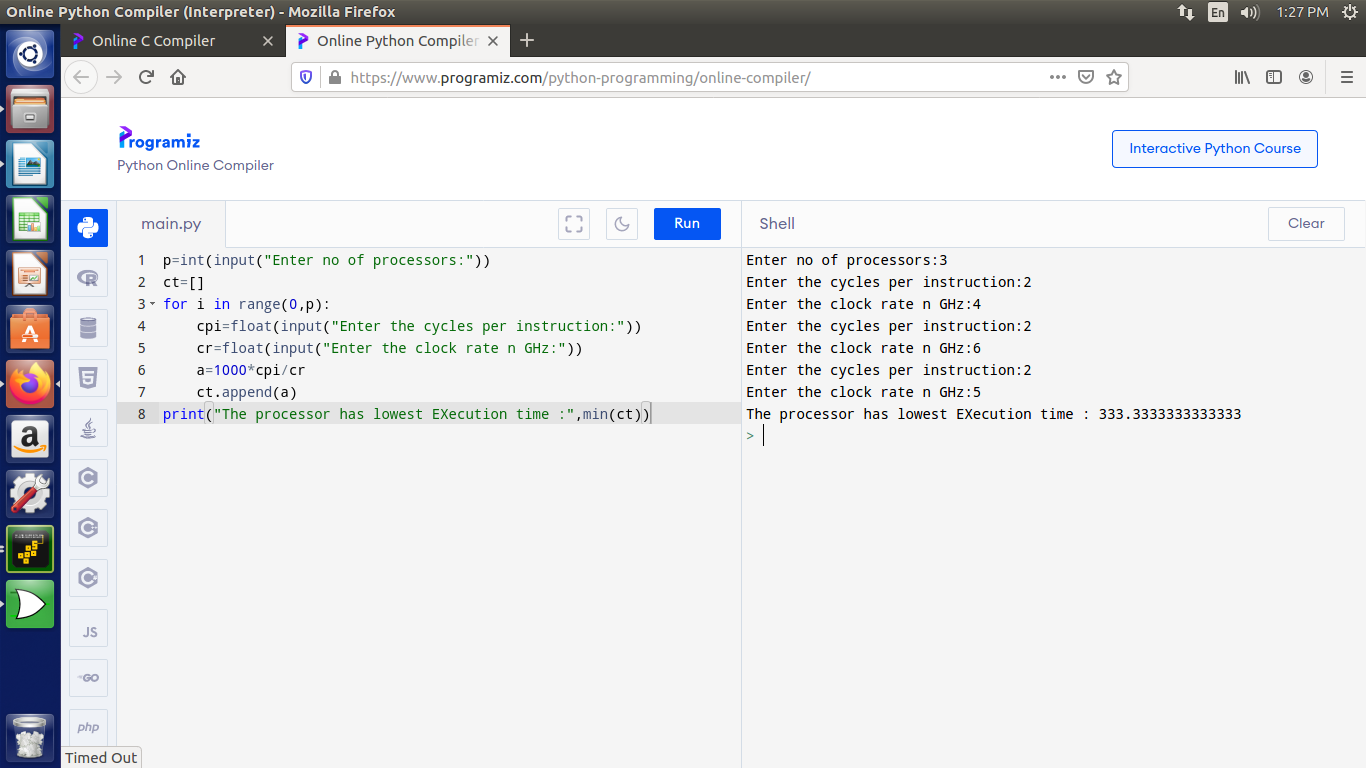 Online Python Compiler (Interpreter) - Mozilla Firefox
En
1:27 PM
Online C Compiler
Online Python Compiler
https://www.programiz.com/python-programming/online-compiler/
Programiz
Python Online Compiler
Interactive Python Course
main.py
Run
Shell
Clear
1 p=int(input("Enter no of processors:"))
2 ct=[]
3 for i in range(0,p):
4 cpi=float(input("Enter the cycles per instruction:"))
5 cr=float(input("Enter the clock rate n GHz:"))
6 a=1000*cpi/cr
7 ct.append(a)
8 print("The processor has lowest EXecution time :",min(ct))
Enter no of processors:3
Enter the cycles per instruction:2
Enter the clock rate n GHz:4
Enter the cycles per instruction:2
Enter the clock rate n GHz:6
Enter the cycles per instruction:2
Enter the clock rate n GHz:5
The processor has lowest EXecution time : 333.3333333333333
>
JS
GO
php
Timed Out